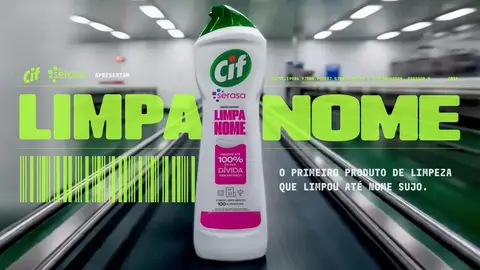 Cif serasa APRESENTAM
LIMPA NOME
Cif
serasa
LIMPA
NOME
100%
DÍVIDA
O PRIMEIRO PRODUTO DE LIMPEZA
QUE LIMPOU ATÉ NOME SUJO.